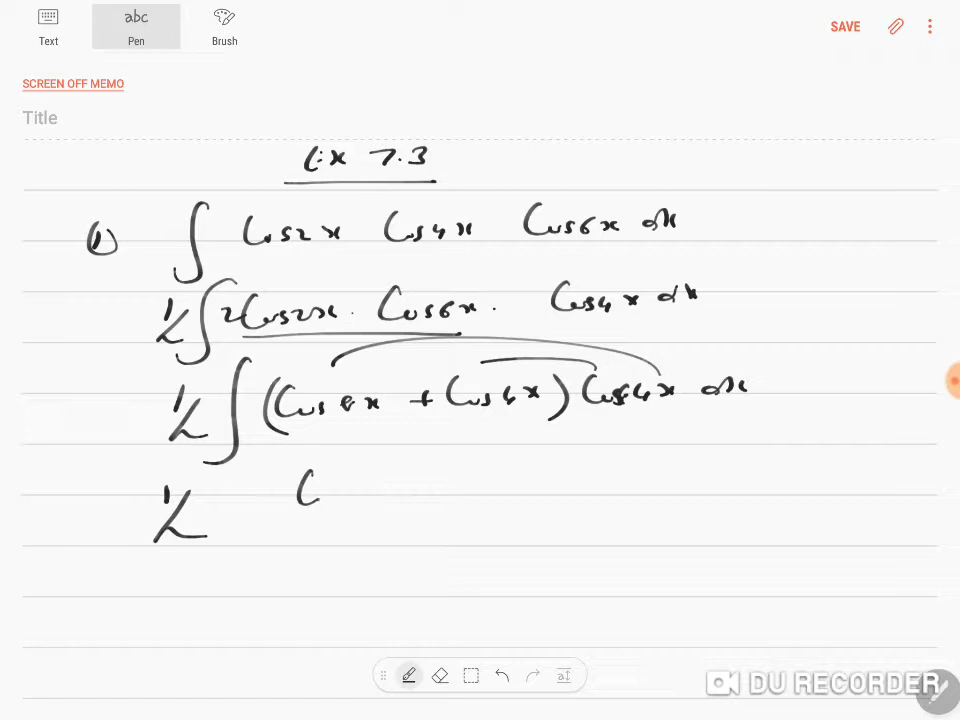 Text abc Pen Brush SAVE
SCREEN OFF MEMO
Title
Ex 7.3
1) ∫ Cos2x Cos4x Cos6x dx
1/2 ∫ 2Cos2x · Cos6x · Cos4x dx
1/2 ∫ (Cos8x + Cos4x) Cos4x dx
1/2 C
DU RECORDER